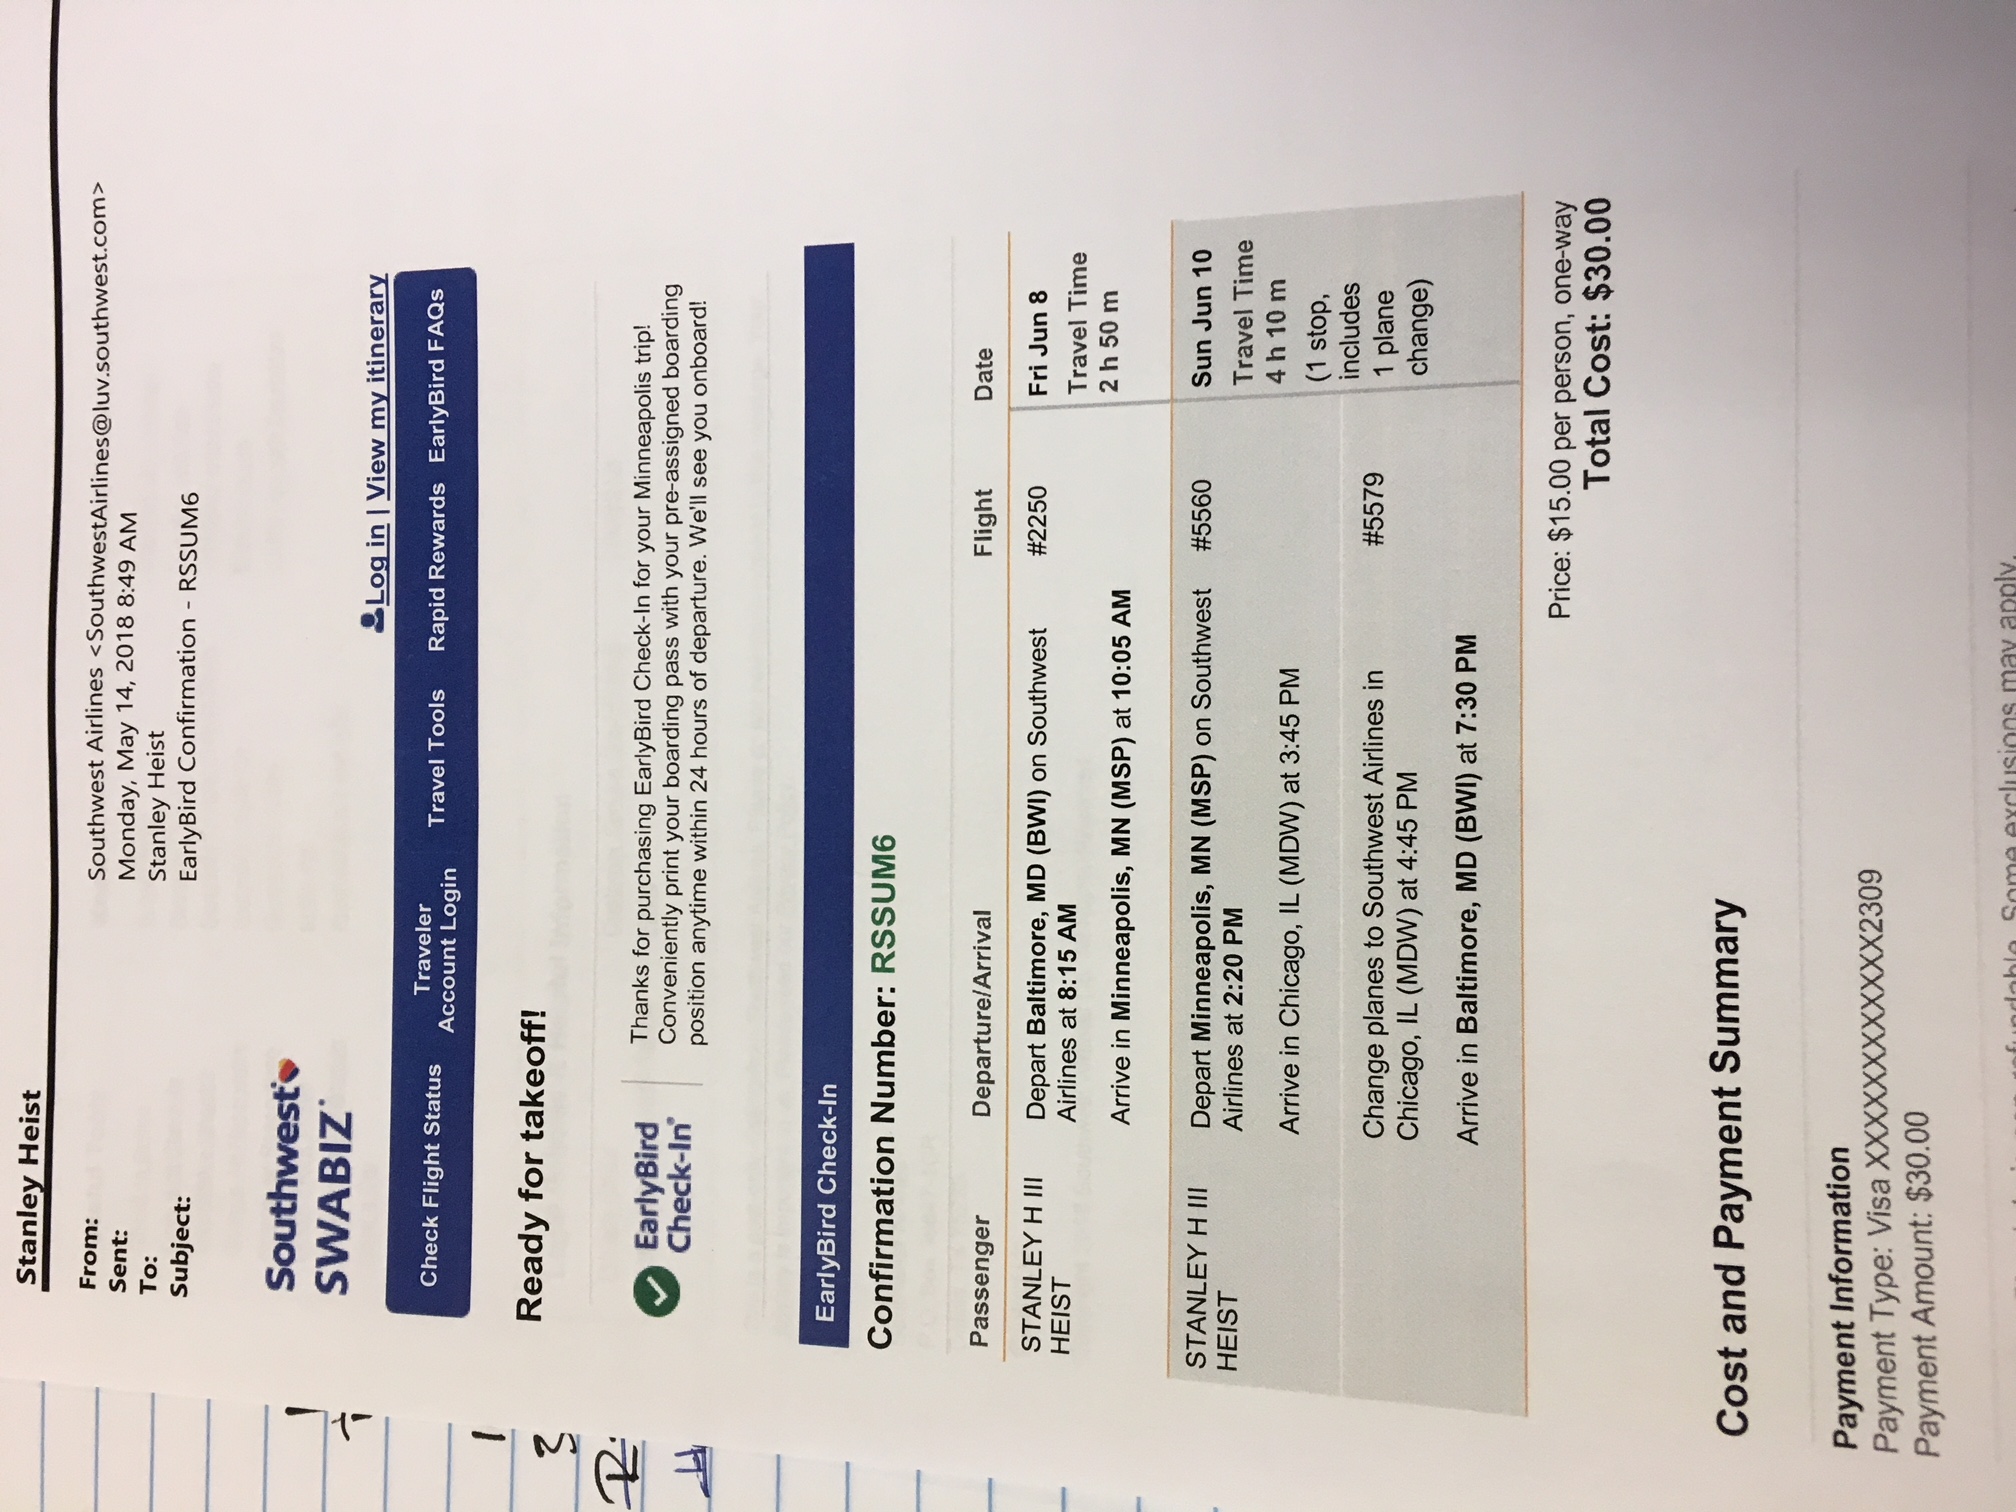 Stanley Heist
From: Southwest Airlines <SouthwestAirlines@luv.southwest.com>
Sent: Monday, May 14, 2018 8:49 AM
To: Stanley Heist
Subject: EarlyBird Confirmation - RSSUM6
Southwest
SWABIZ
Log in | View my itinerary
Check Flight Status Traveler Account Login Travel Tools Rapid Rewards EarlyBird FAQs
Ready for takeoff!
EarlyBird
Check-In
Thanks for purchasing EarlyBird Check-In for your Minneapolis trip!
Conveniently print your boarding pass with your pre-assigned boarding
position anytime within 24 hours of departure. We'll see you onboard!
EarlyBird Check-In
Confirmation Number: RSSUM6
Passenger Departure/Arrival Flight Date
STANLEY H III
HEIST
Depart Baltimore, MD (BWI) on Southwest
Airlines at 8:15 AM
Arrive in Minneapolis, MN (MSP) at 10:05 AM
#2250
Fri Jun 8
Travel Time
2 h 50 m
STANLEY H III
HEIST
Depart Minneapolis, MN (MSP) on Southwest
Airlines at 2:20 PM
Arrive in Chicago, IL (MDW) at 3:45 PM
#5560
Change planes to Southwest Airlines in
Chicago, IL (MDW) at 4:45 PM
Arrive in Baltimore, MD (BWI) at 7:30 PM
#5579
Sun Jun 10
Travel Time
4 h 10 m
(1 stop,
includes
1 plane
change)
Price: $15.00 per person, one-way
Total Cost: $30.00
Cost and Payment Summary
Payment Information
Payment Type: Visa XXXXXXXXXXXX2309
Payment Amount: $30.00
refundable. Some exclusions may apply.